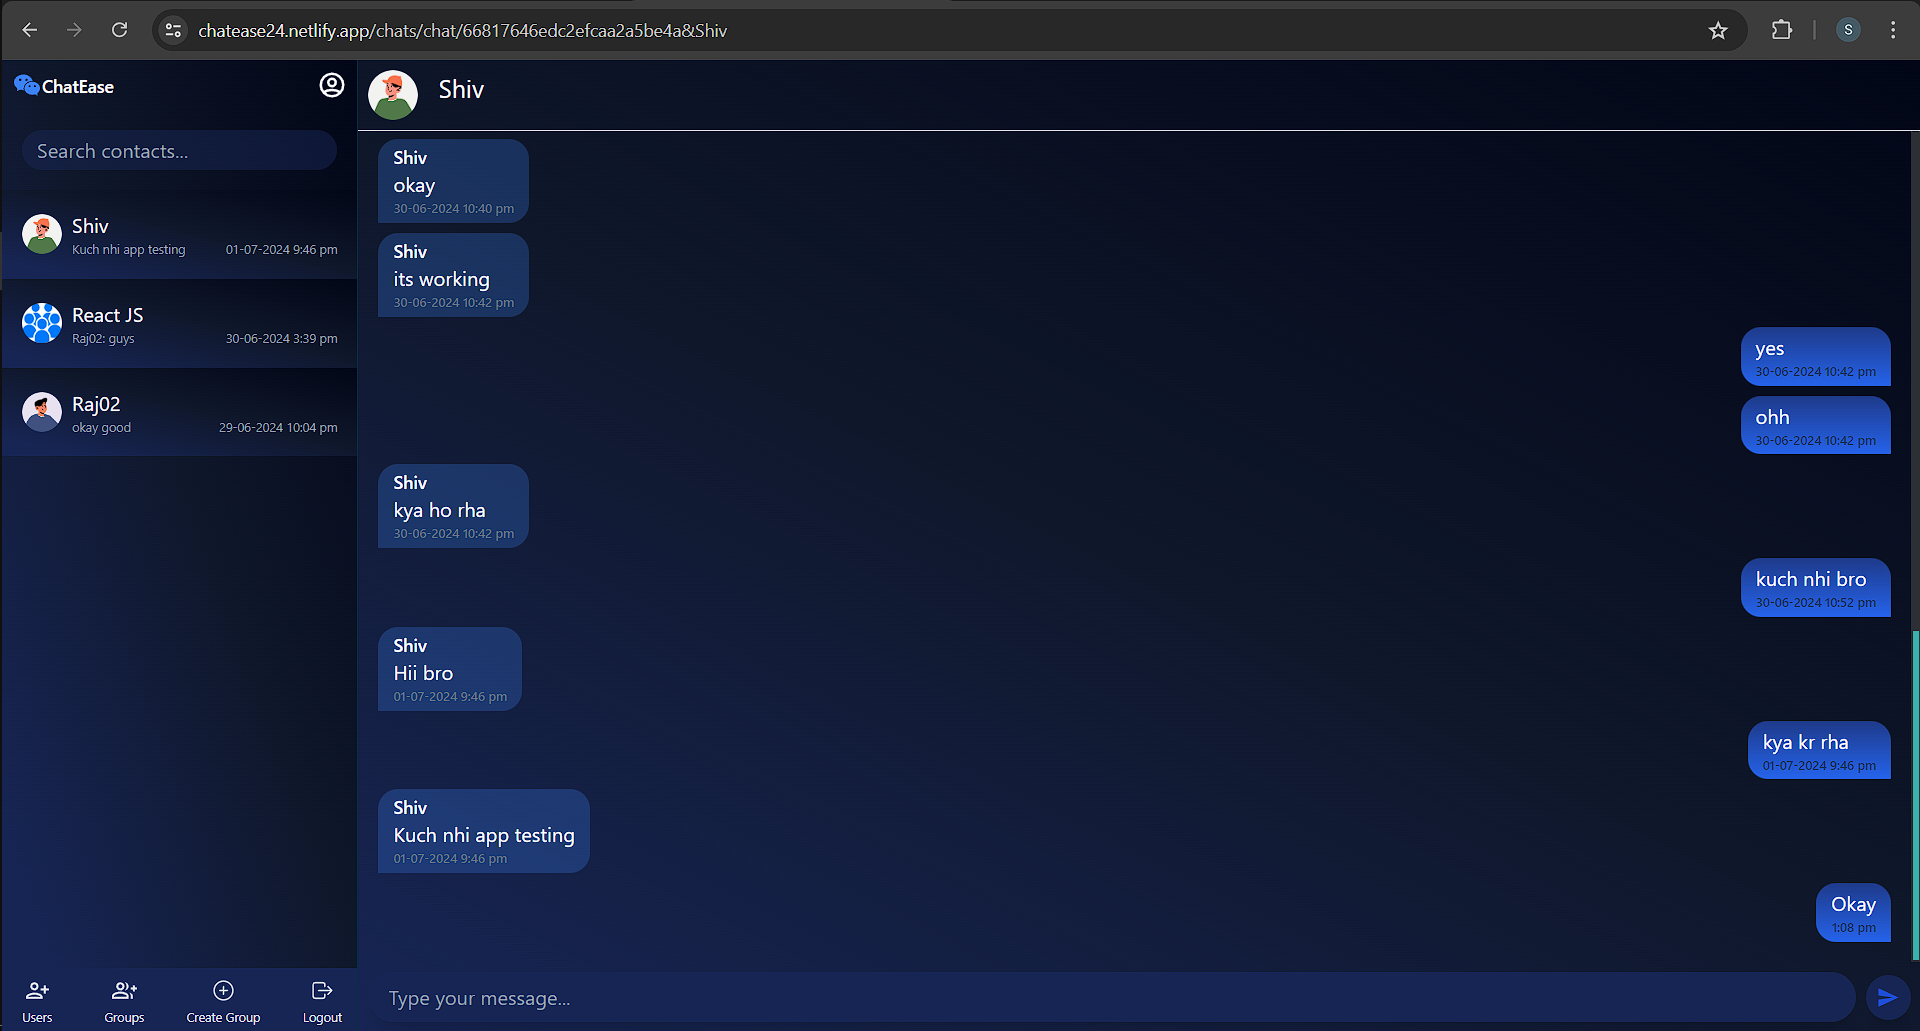 chatease24.netlify.app/chats/chat/66817646edc2efcaa2a5be4a&Shiv
S
ChatEase
Search contacts...
Shiv
Kuch nhi app testing 01-07-2024 9:46 pm
React JS
Raj02: guys 30-06-2024 3:39 pm
Raj02
okay good 29-06-2024 10:04 pm
Users Groups Create Group Logout
Shiv
Shiv
okay
30-06-2024 10:40 pm
Shiv
its working
30-06-2024 10:42 pm
yes
30-06-2024 10:42 pm
ohh
30-06-2024 10:42 pm
Shiv
kya ho rha
30-06-2024 10:42 pm
kuch nhi bro
30-06-2024 10:52 pm
Shiv
Hii bro
01-07-2024 9:46 pm
kya kr rha
01-07-2024 9:46 pm
Shiv
Kuch nhi app testing
01-07-2024 9:46 pm
Okay
1:08 pm
Type your message...